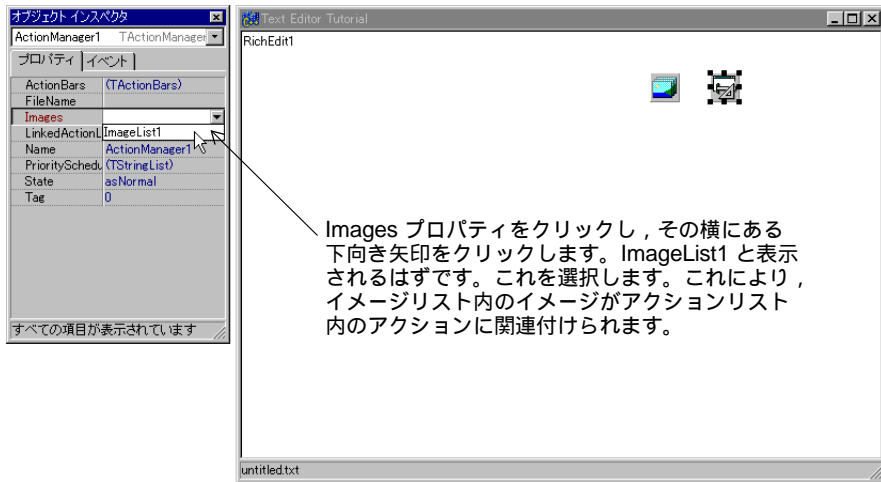 オブジェクト インスペクタ
ActionManager1 TActionManager
プロパティ イベント
ActionBars (TActionBars)
FileName
Images
LinkedActionL ImageList1
Name ActionManager1
PrioritySchedu (TStringList)
State asNormal
Tag 0
すべての項目が表示されています
Text Editor Tutorial
RichEdit1
Images プロパティをクリックし , その横にある
下向き矢印をクリックします。ImageList1 と表示
されるはずです。これを選択します。これにより ,
イメージリスト内のイメージがアクションリスト
内のアクションに関連付けられます。
untitled.txt